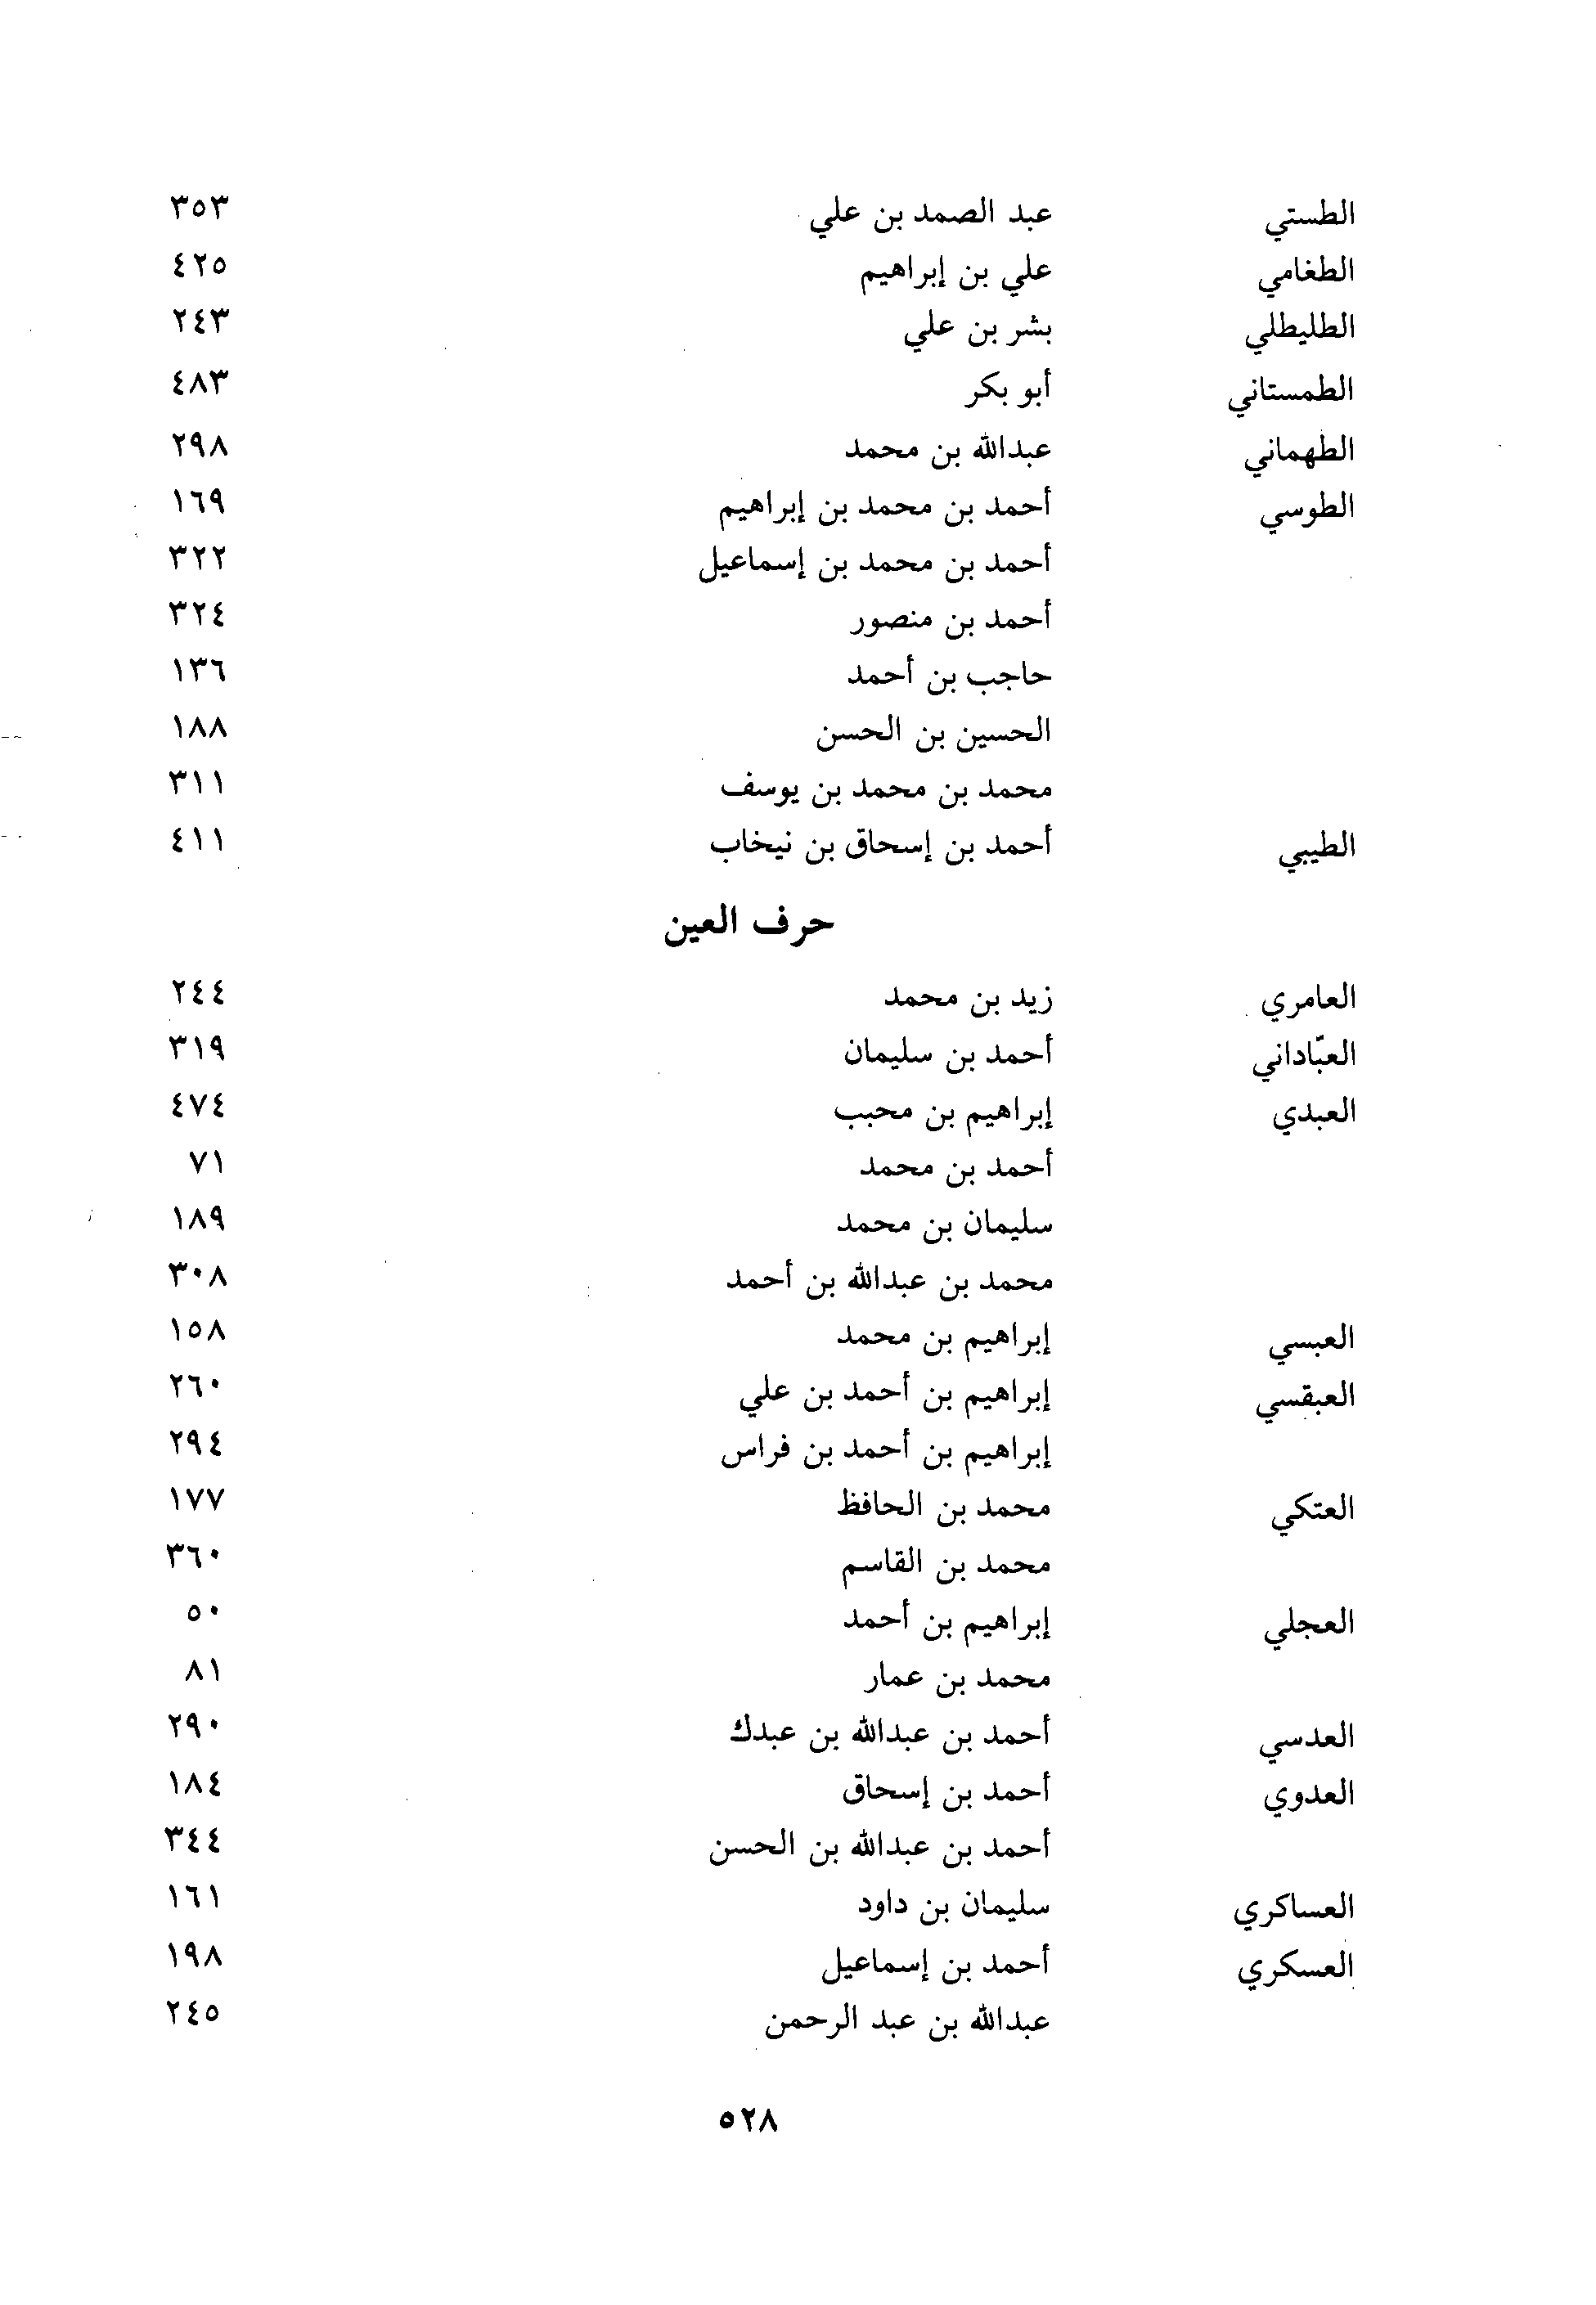 الطستي عبد الصمد بن علي ٣٥٣
الطغامي علي بن إبراهيم ٤٢٥
الطليطلي بشر بن علي ٢٤٣
الطمستاني أبو بكر ٤٨٣
الطهماني عبدالله بن محمد ٢٩٨
الطوسي أحمد بن محمد بن إبراهيم ١٦٩
أحمد بن محمد بن إسماعيل ٣٢٢
أحمد بن منصور ٣٢٤
حاجب بن أحمد ١٣٦
الحسين بن الحسن ١٨٨
محمد بن محمد بن يوسف ٣١١
الطيبي أحمد بن إسحاق بن نيخاب ٤١١
حرف العين
العامري زيد بن محمد ٢٤٤
العبّاداني أحمد بن سليمان ٣١٩
العبدي إبراهيم بن محبب ٤٧٤
أحمد بن محمد ٧١
سليمان بن محمد ١٨٩
محمد بن عبدالله بن أحمد ٣٠٨
العبسي إبراهيم بن محمد ١٥٨
العبقسي إبراهيم بن أحمد بن علي ٢٦٠
إبراهيم بن أحمد بن فراس ٢٩٤
العتكي محمد بن الحافظ ١٧٧
محمد بن القاسم ٣٦٠
العجلي إبراهيم بن أحمد ٥٠
محمد بن عمار ٨١
العدسي أحمد بن عبدالله بن عبدك ٢٩٠
العدوي أحمد بن إسحاق ١٨٤
أحمد بن عبدالله بن الحسن ٣٤٤
العساكري سليمان بن داود ١٦١
العسكري أحمد بن إسماعيل ١٩٨
عبدالله بن عبد الرحمن ٢٤٥
٥٢٨